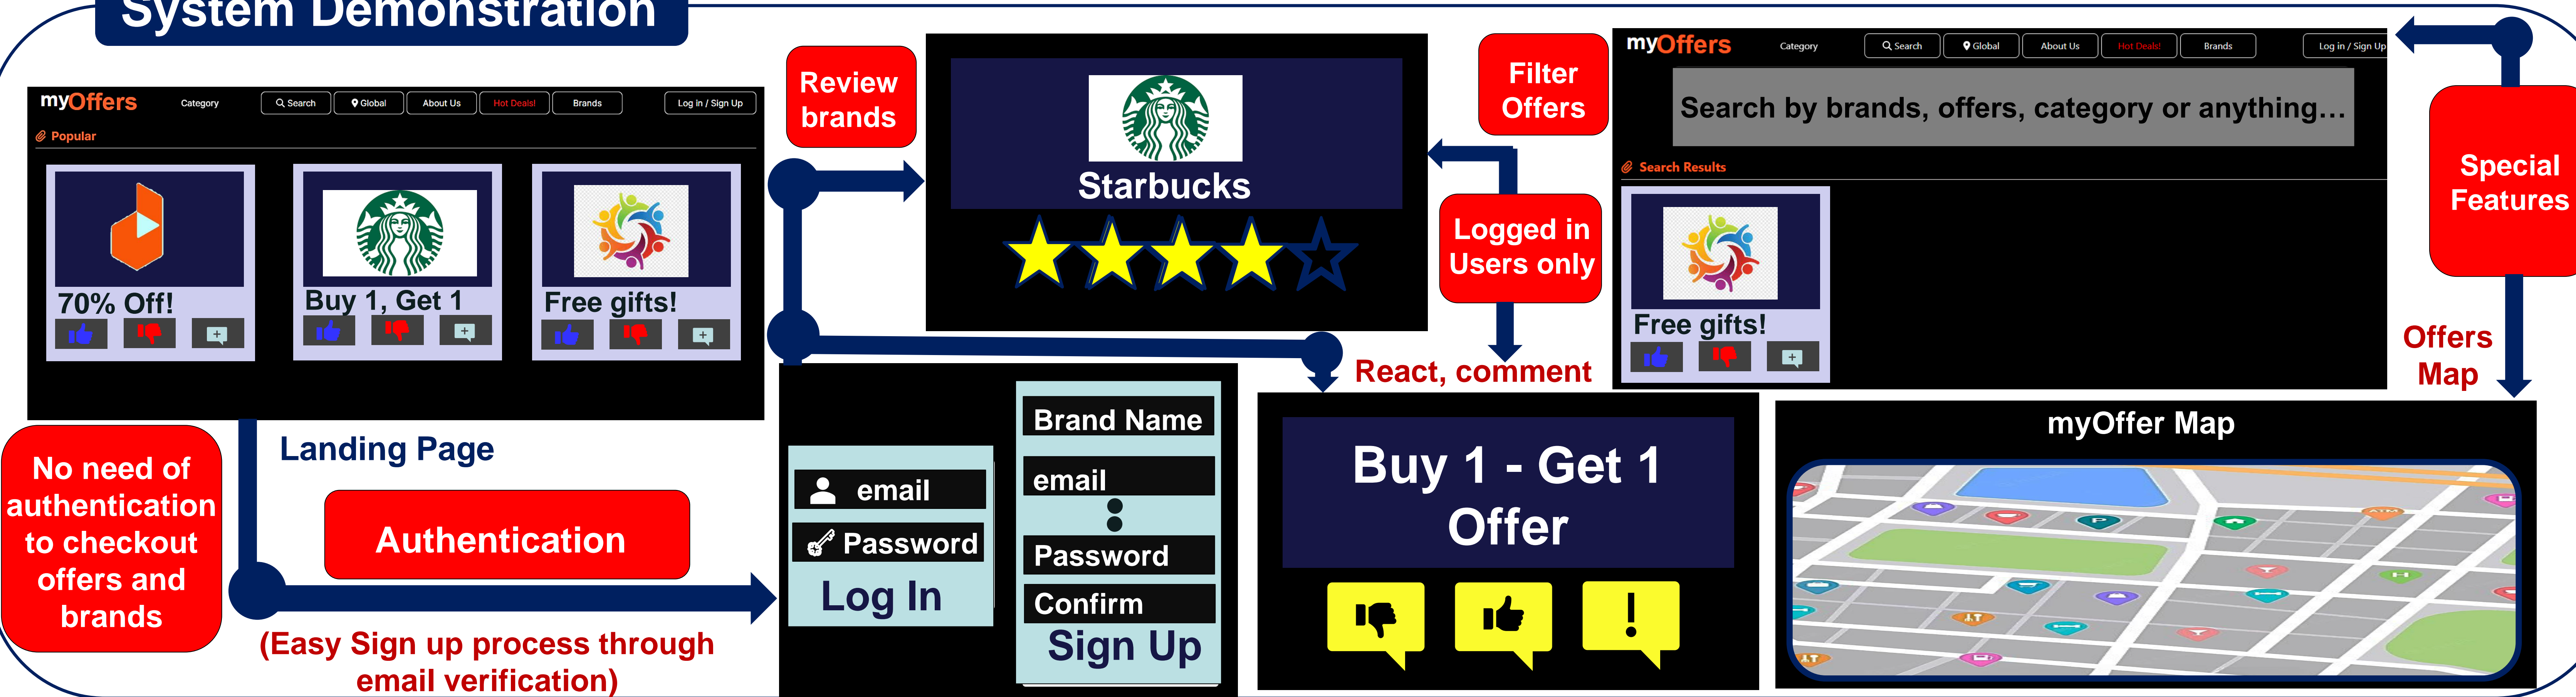 System Demonstration
myOffers
Category
Search
Global
About Us
Hot Deals!
Brands
Log in / Sign Up
Popular
70% Off!
Buy 1, Get 1
Free gifts!
Landing Page
No need of
authentication
to checkout
offers and
brands
Authentication
(Easy Sign up process through
email verification)
Review
brands
Starbucks
email
Password
Log In
Brand Name
email
Password
Confirm
Sign Up
Logged in
Users only
React, comment
Buy 1 - Get 1
Offer
Filter
Offers
myOffers
Category
Search
Global
About Us
Hot Deals!
Brands
Log in / Sign Up
Search by brands, offers, category or anything...
Search Results
Free gifts!
Special
Features
Offers
Map
myOffer Map
P
ATM